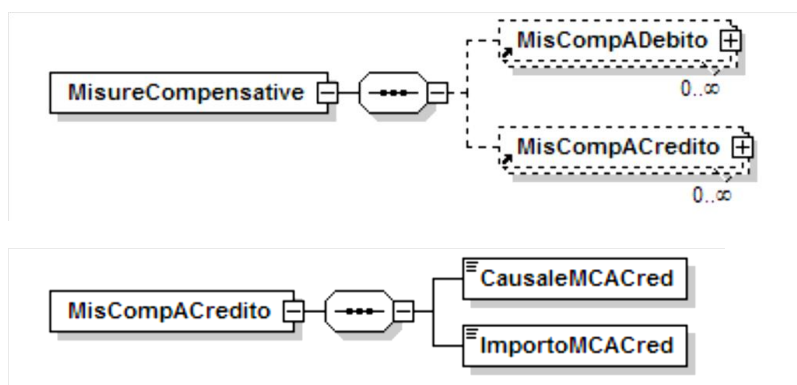 MisCompADebito
0..∞
MisureCompensative
MisCompACredito
0..∞
MisCompACredito
CausaleMCACred
ImportoMCACred